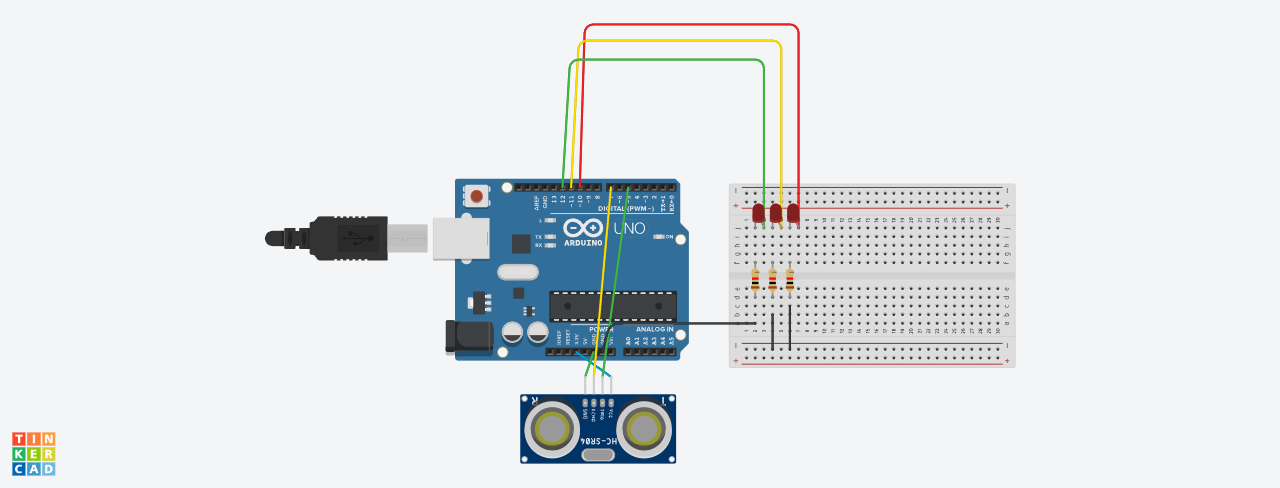 AREF
GND
13
12
~11
~10
~9
8
7
~6
~5
4
~3
2
TX→1
RX←0
DIGITAL (PWM~)
L
TX
RX
UNO
ARDUINO
ON
POWER
ANALOG IN
IOREF
RESET
3.3V
5V
GND
GND
Vin
A0
A1
A2
A3
A4
A5
R
T
GND
ECHO
TRIG
VCC
HC-SR04
TIN
KER
CAD